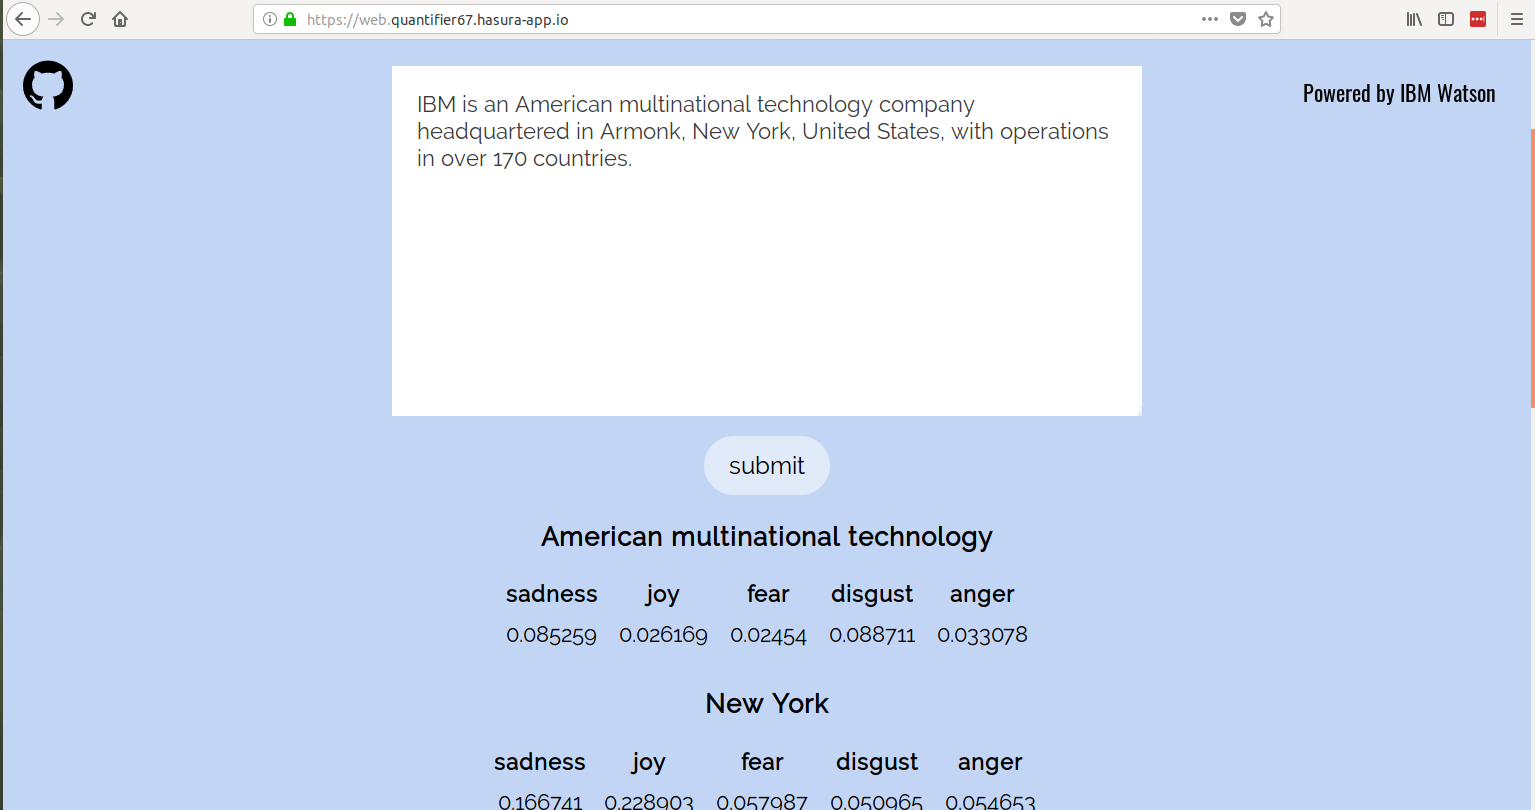 https://web.quantifier67.hasura-app.io
Powered by IBM Watson
IBM is an American multinational technology company
headquartered in Armonk, New York, United States, with operations
in over 170 countries.
submit
American multinational technology
sadness joy fear disgust anger
0.085259 0.026169 0.02454 0.088711 0.033078
New York
sadness joy fear disgust anger
0.166741 0.228903 0.057987 0.050965 0.054653